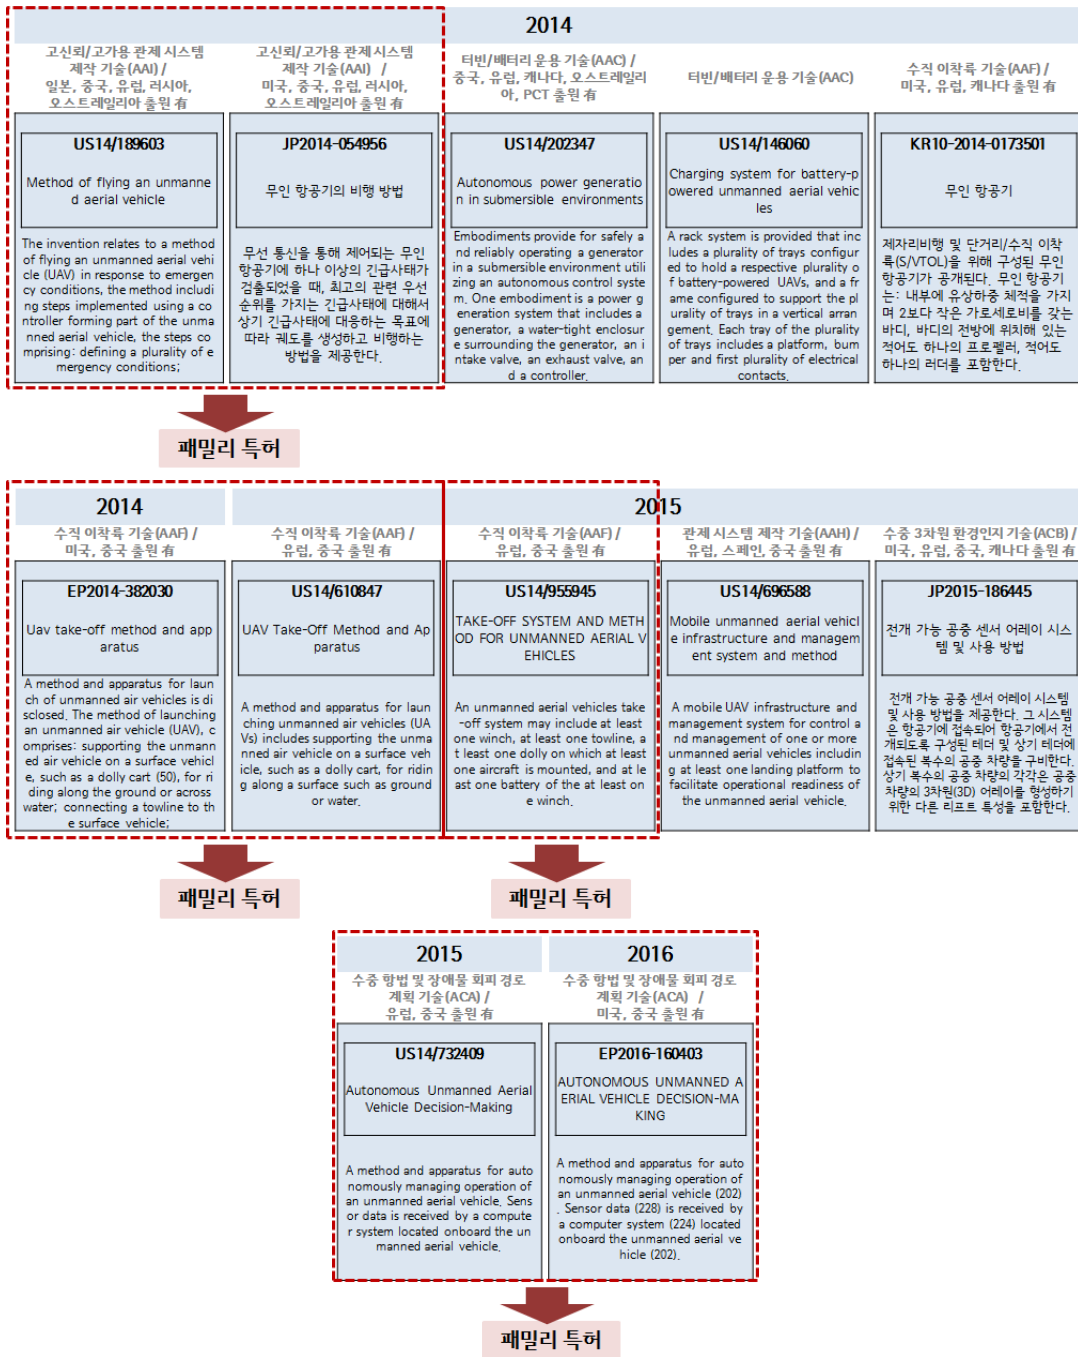 2014
고신뢰/고가용 관제 시스템
제작 기술(AAI) /
일본, 중국, 유럽, 러시아,
오스트레일리아 출원 有
US14/189603
Method of flying an unmanne
d aerial vehicle
The invention relates to a method
of flying an unmanned aerial vehi
cle (UAV) in response to emergen
cy conditions, the method includi
ng steps implemented using a co
ntroller forming part of the unma
nned aerial vehicle, the steps co
mprising: defining a plurality of e
mergency conditions;
고신뢰/고가용 관제 시스템
제작 기술(AAI) /
미국, 중국, 유럽, 러시아,
오스트레일리아 출원 有
JP2014-054956
무인 항공기의 비행 방법
무선 통신을 통해 제어되는 무인
항공기에 하나 이상의 긴급사태가
검출되었을 때, 최고의 관련 우선
순위를 가지는 긴급사태에 대해서
상기 긴급사태에 대응하는 목표에
따라 궤도를 생성하고 비행하는
방법을 제공한다.
터빈/배터리 운용 기술(AAC) /
중국, 유럽, 캐나다, 오스트레일리
아, PCT 출원 有
US14/202347
Autonomous power generatio
n in submersible environments
Embodiments provide for safely a
nd reliably operating a generator
in a submersible environment utili
zing an autonomous control syste
m. One embodiment is a power g
eneration system that includes a
generator, a water-tight enclosur
e surrounding the generator, an i
ntake valve, an exhaust valve, an
d a controller.
터빈/배터리 운용 기술(AAC)
US14/146060
Charging system for battery-p
owered unmanned aerial vehic
les
A rack system is provided that inc
ludes a plurality of trays configur
ed to hold a respective plurality o
f battery-powered UAVs, and a fr
ame configured to support the pl
urality of trays in a vertical arran
gement. Each tray of the plurality
of trays includes a platform, bum
per and first plurality of electrical
contacts.
수직 이착륙 기술(AAF) /
미국, 유럽, 캐나다 출원 有
KR10-2014-0173501
무인 항공기
제자리비행 및 단거리/수직 이착
륙(S/VTOL)을 위해 구성된 무인
항공기가 공개된다. 무인 항공기
는: 내부에 유상하중 체적을 가지
며 2보다 작은 가로세로비를 갖는
바디, 바디의 전방에 위치해 있는
적어도 하나의 프로펠러, 적어도
하나의 러더를 포함한다.
패밀리 특허
2014
2015
수직 이착륙 기술(AAF) /
미국, 중국 출원 有
EP2014-382030
Uav take-off method and app
aratus
A method and apparatus for laun
ch of unmanned air vehicles is di
sclosed. The method of launching
an unmanned air vehicle (UAV), c
omprises: supporting the unmann
ed air vehicle on a surface vehicl
e, such as a dolly cart (50), for ri
ding along the ground or across
water; connecting a towline to th
e surface vehicle;
수직 이착륙 기술(AAF) /
유럽, 중국 출원 有
US14/610847
UAV Take-Off Method and Ap
paratus
A method and apparatus for laun
ching unmanned air vehicles (UA
Vs) includes supporting the unma
nned air vehicle on a surface veh
icle, such as a dolly cart, for ridin
g along a surface such as ground
or water.
수직 이착륙 기술(AAF) /
유럽, 중국 출원 有
US14/955945
TAKE-OFF SYSTEM AND METH
OD FOR UNMANNED AERIAL V
EHICLES
An unmanned aerial vehicles take
-off system may include at least
one winch, at least one towline, a
t least one dolly on which at least
one aircraft is mounted, and at le
ast one battery of the at least on
e winch.
관제 시스템 제작 기술(AAH) /
유럽, 스페인, 중국 출원 有
US14/696588
Mobile unmanned aerial vehicl
e infrastructure and managem
ent system and method
A mobile UAV infrastructure and
management system for control a
nd management of one or more
unmanned aerial vehicles includin
g at least one landing platform to
facilitate operational readiness of
the unmanned aerial vehicle.
수중 3차원 환경인지 기술(ACB) /
미국, 유럽, 중국, 캐나다 출원 有
JP2015-186445
전개 가능 공중 센서 어레이 시스
템 및 사용 방법
전개 가능 공중 센서 어레이 시스템
및 사용 방법을 제공한다. 그 시스템
은 항공기에 접속되어 항공기에서 전
개되도록 구성된 테더 및 상기 테더에
접속된 복수의 공중 차량을 구비한다.
상기 복수의 공중 차량의 각각은 공중
차량의 3차원(3D) 어레이를 형성하기
위한 다른 리프트 특성을 포함한다.
패밀리 특허
패밀리 특허
2015
수중 항법 및 장애물 회피 경로
계획 기술(ACA) /
유럽, 중국 출원 有
US14/732409
Autonomous Unmanned Aerial
Vehicle Decision-Making
A method and apparatus for auto
nomously managing operation of
an unmanned aerial vehicle. Sens
or data is received by a compute
r system located onboard the un
manned aerial vehicle.
2016
수중 항법 및 장애물 회피 경로
계획 기술(ACA) /
미국, 중국 출원 有
EP2016-160403
AUTONOMOUS UNMANNED A
ERIAL VEHICLE DECISION-MA
KING
A method and apparatus for auto
nomously managing operation of
an unmanned aerial vehicle (202)
. Sensor data (228) is received by
a computer system (224) located
onboard the unmanned aerial ve
hicle (202).
패밀리 특허